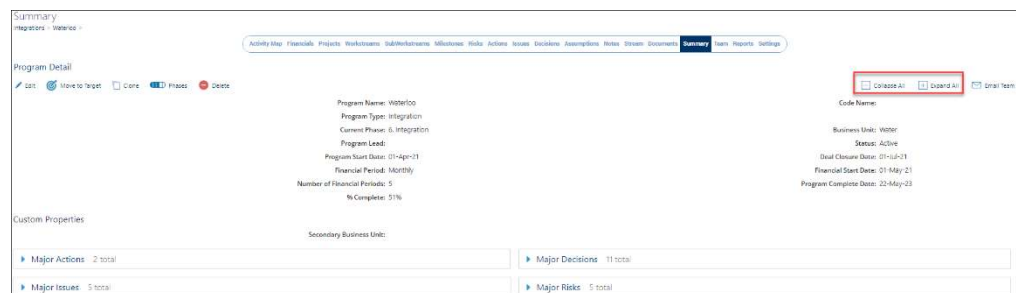 Summary
Integrations > Waterloo >
Activity Map Financials Projects Workstreams SubWorkstreams Milestones Risks Actions Issues Decisions Assumptions Notes Stream Documents Summary Team Reports Settings
Program Detail
Edit Move to Target Clone Phases Delete Collapse All Expand All Email Team
Program Name: Waterloo Code Name:
Program Type: Integration
Current Phase: 6. Integration Business Unit: Water
Program Lead: Status: Active
Program Start Date: 01-Apr-21 Deal Closure Date: 01-Jul-21
Financial Period: Monthly Financial Start Date: 01-May-21
Number of Financial Periods: 5 Program Complete Date: 22-May-23
% Complete: 51%
Custom Properties
Secondary Business Unit:
Major Actions 2 total Major Decisions 11 total
Major Issues 5 total Major Risks 5 total